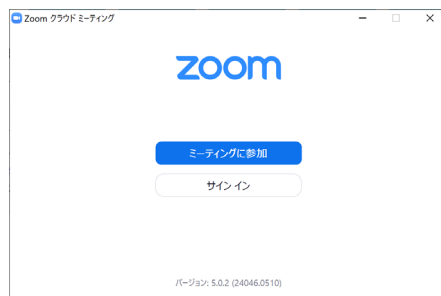 Zoom クラウド ミーティング
zoom
ミーティングに参加
サイン イン
バージョン: 5.0.2 (24046.0510)